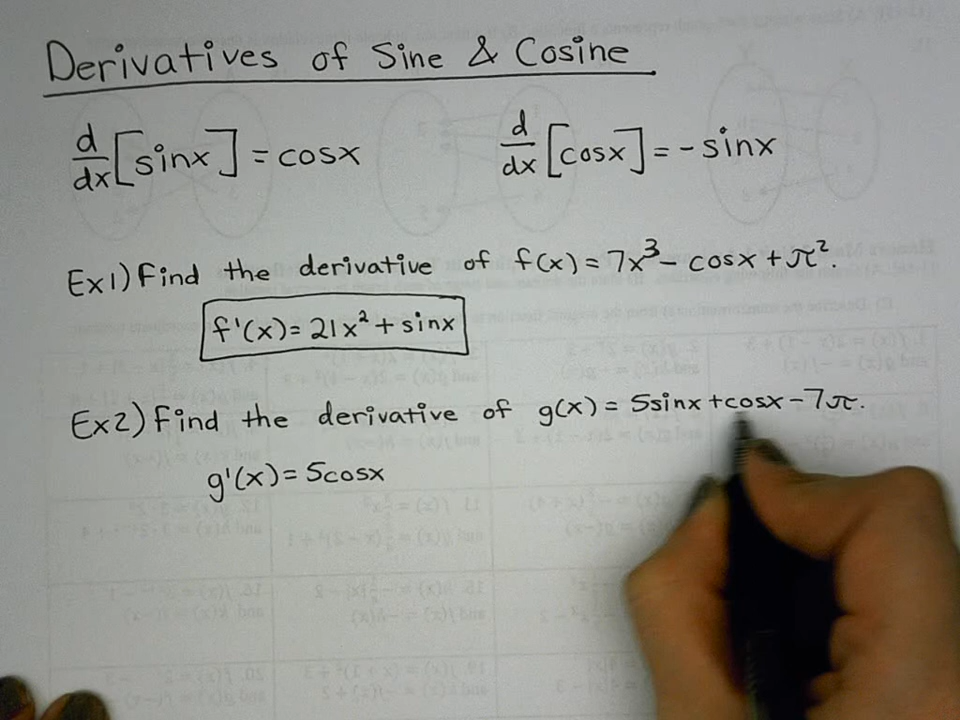 Derivatives of Sine & Cosine
d/dx [sinx] = cosx d/dx [cosx] = -sinx
Ex1) Find the derivative of f(x) = 7x³ - cosx + π².
f'(x) = 21x² + sinx
Ex2) Find the derivative of g(x) = 5sinx + cosx - 7π.
g'(x) = 5cosx